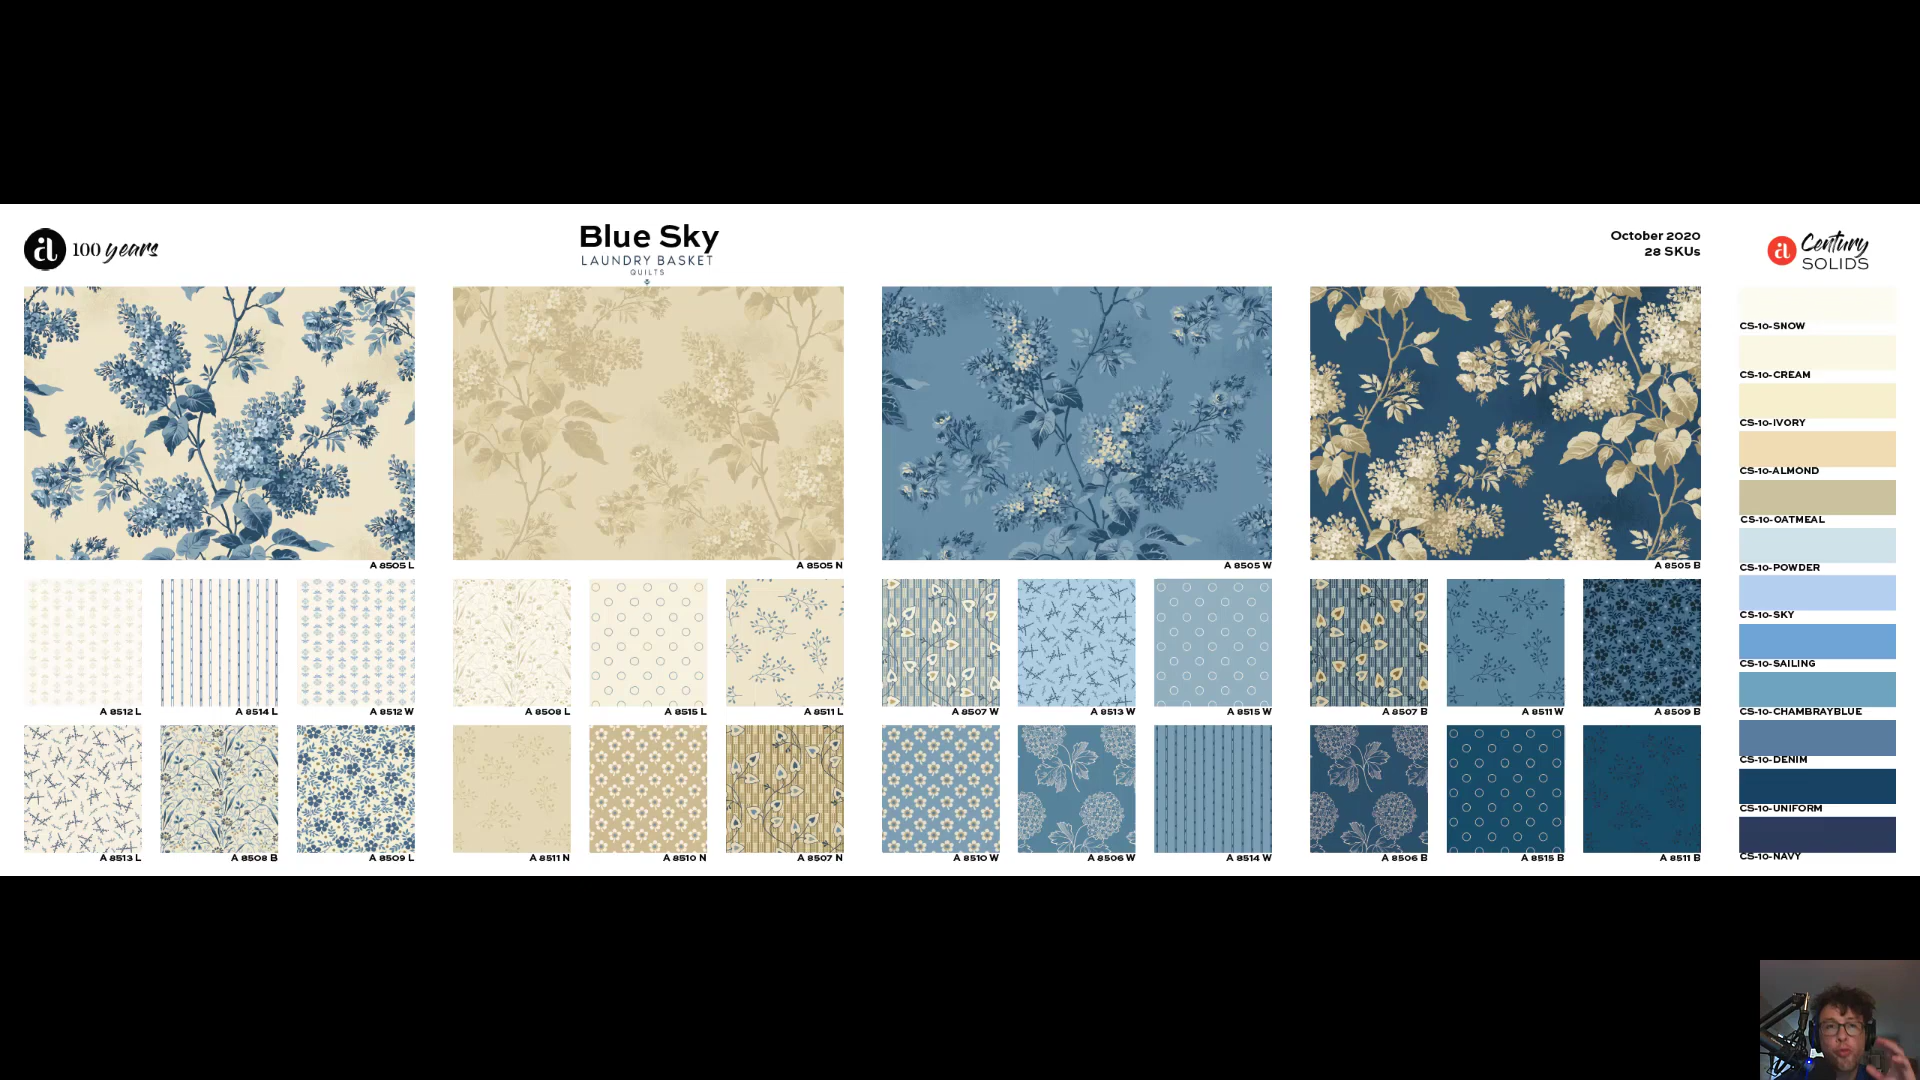 a 100 years
Blue Sky
LAUNDRY BASKET
QUILTS
October 2020
28 SKUs
a Century
SOLIDS
A 8505 L
A 8505 N
A 8505 W
A 8505 B
A 8512 L
A 8514 L
A 8512 W
A 8508 L
A 8515 L
A 8511 L
A 8507 W
A 8513 W
A 8515 W
A 8507 B
A 8511 W
A 8509 B
A 8513 L
A 8508 B
A 8509 L
A 8511 N
A 8510 N
A 8507 N
A 8510 W
A 8506 W
A 8514 W
A 8506 B
A 8515 B
A 8511 B
CS-10-SNOW
CS-10-CREAM
CS-10-IVORY
CS-10-ALMOND
CS-10-OATMEAL
CS-10-POWDER
CS-10-SKY
CS-10-SAILING
CS-10-CHAMBRAYBLUE
CS-10-DENIM
CS-10-UNIFORM
CS-10-NAVY